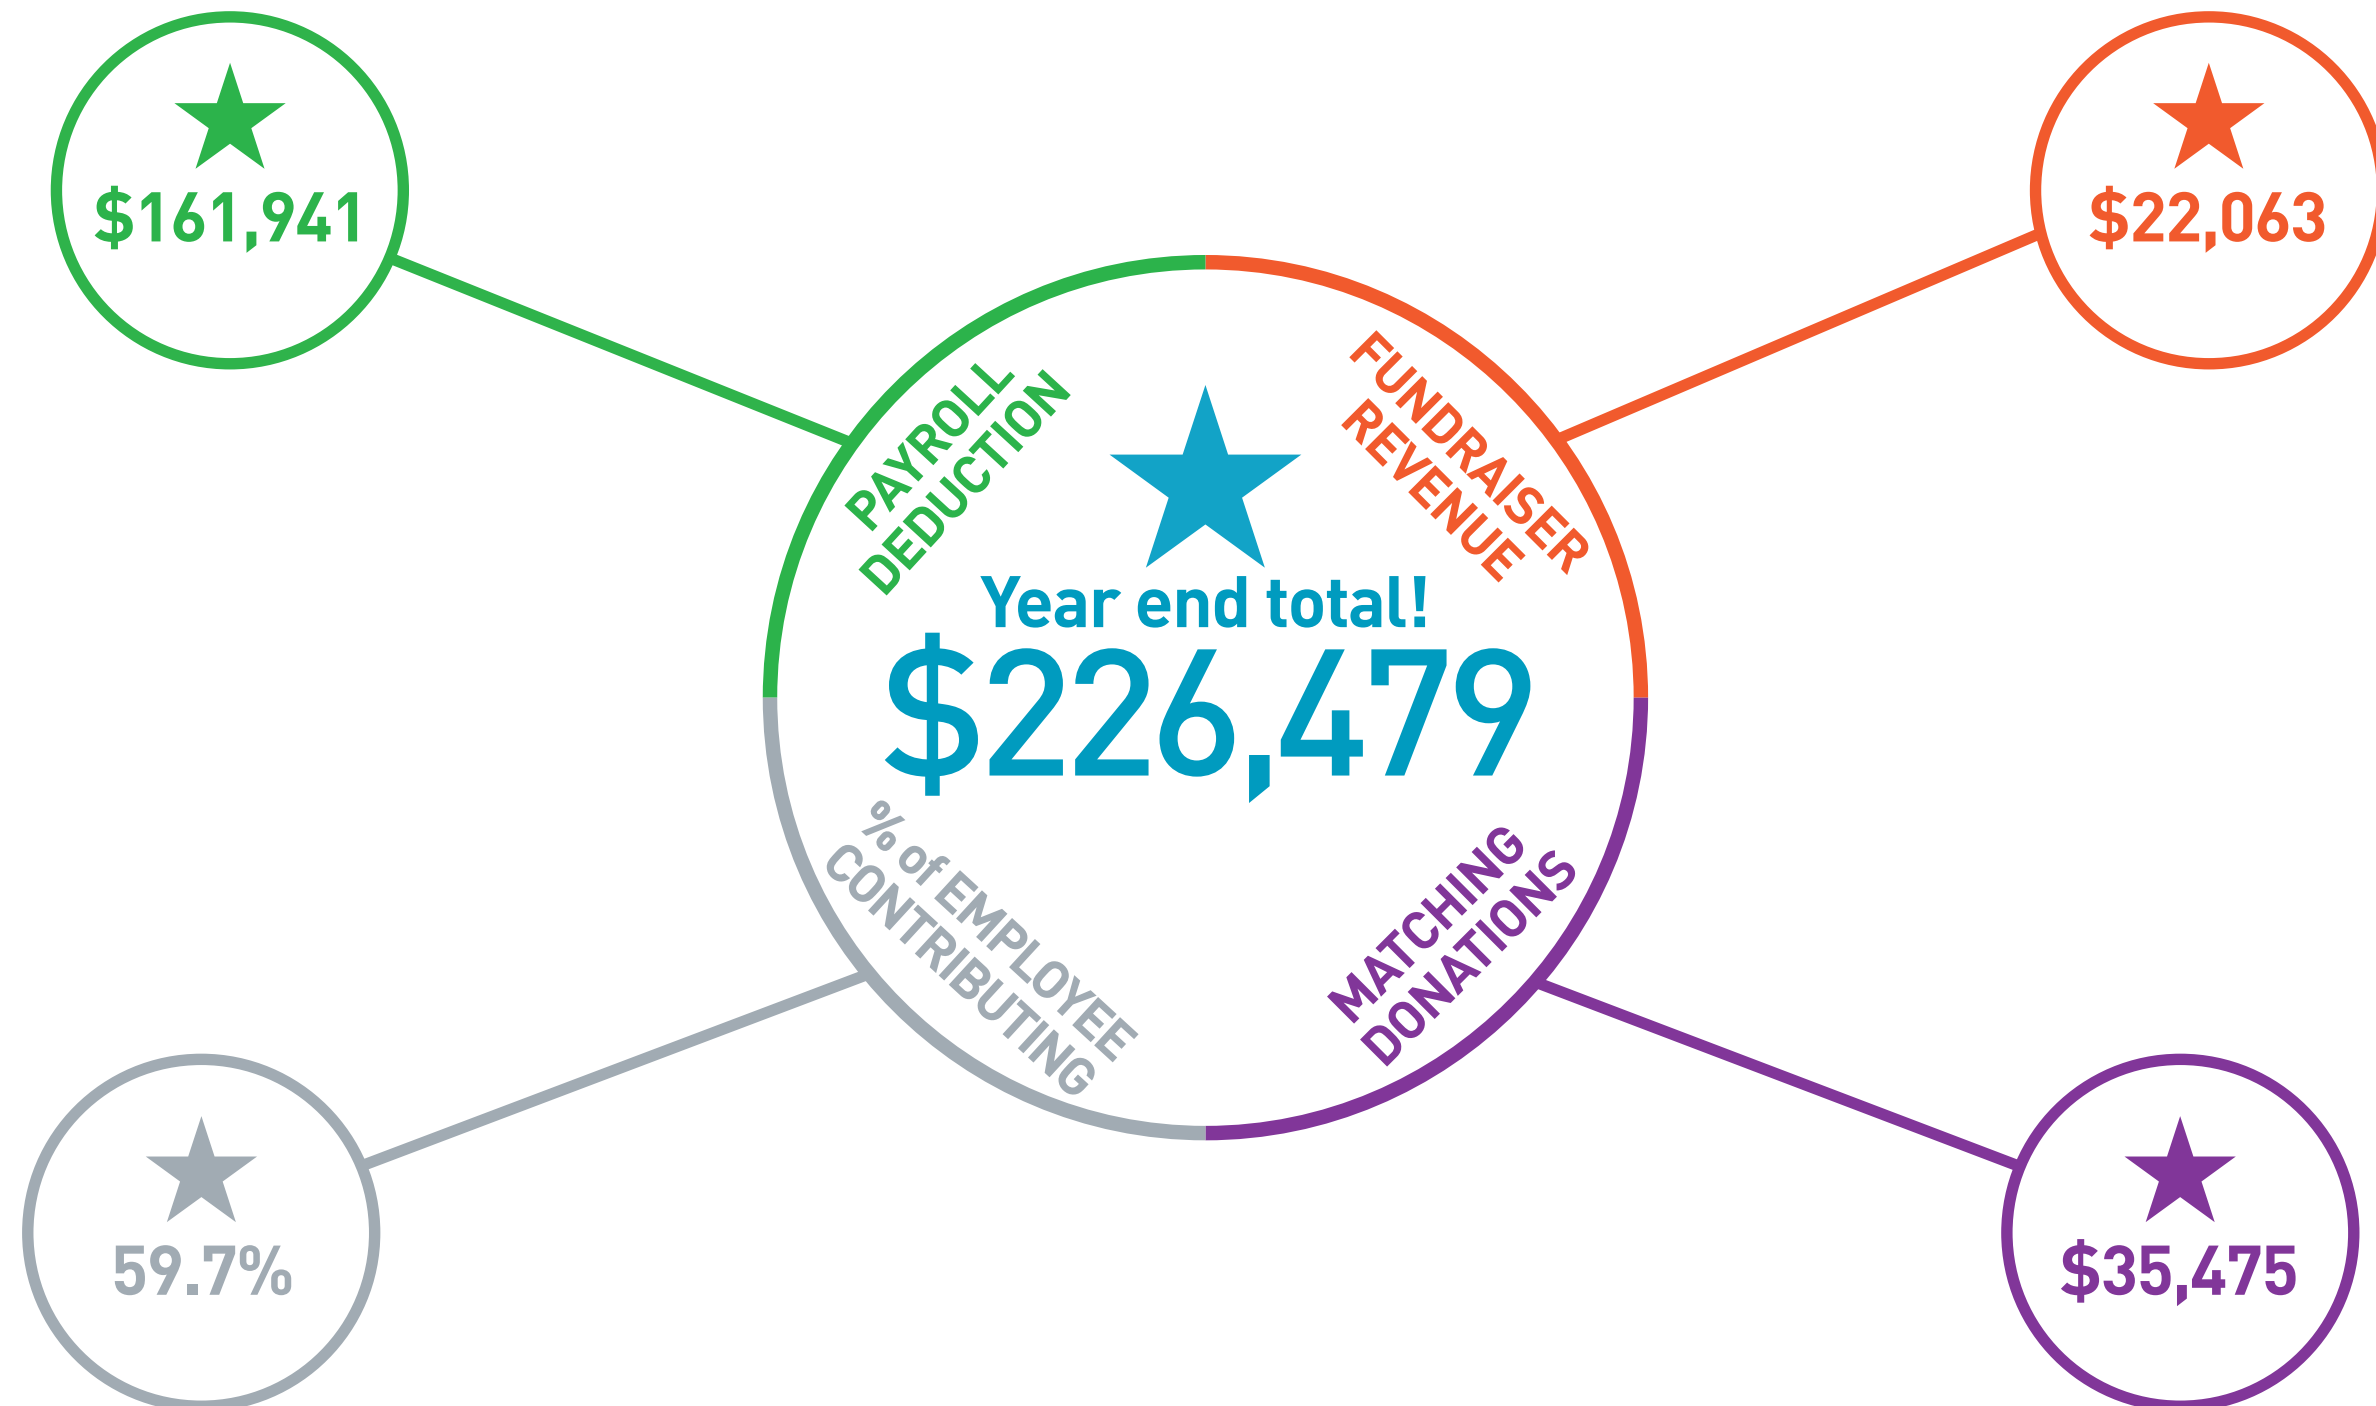 $161,941
$22,063
PAYROLL
DEDUCTION
FUNDRAISER
REVENUE
Year end total!
$226,479
% of EMPLOYEE
CONTRIBUTING
MATCHING
DONATIONS
59.7%
$35,475